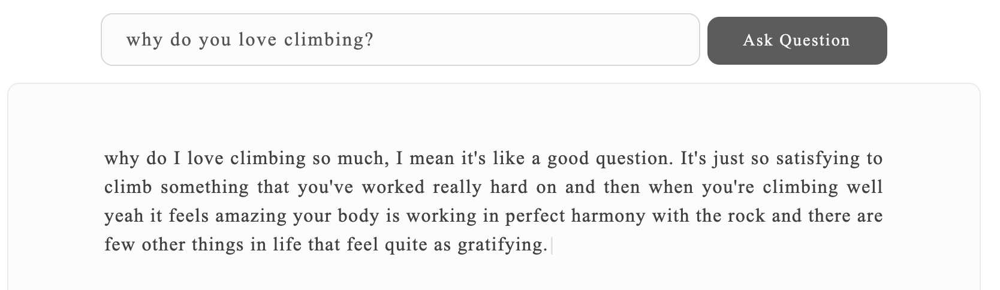 why do you love climbing?
Ask Question
why do I love climbing so much, I mean it's like a good question. It's just so satisfying to
climb something that you've worked really hard on and then when you're climbing well
yeah it feels amazing your body is working in perfect harmony with the rock and there are
few other things in life that feel quite as gratifying.